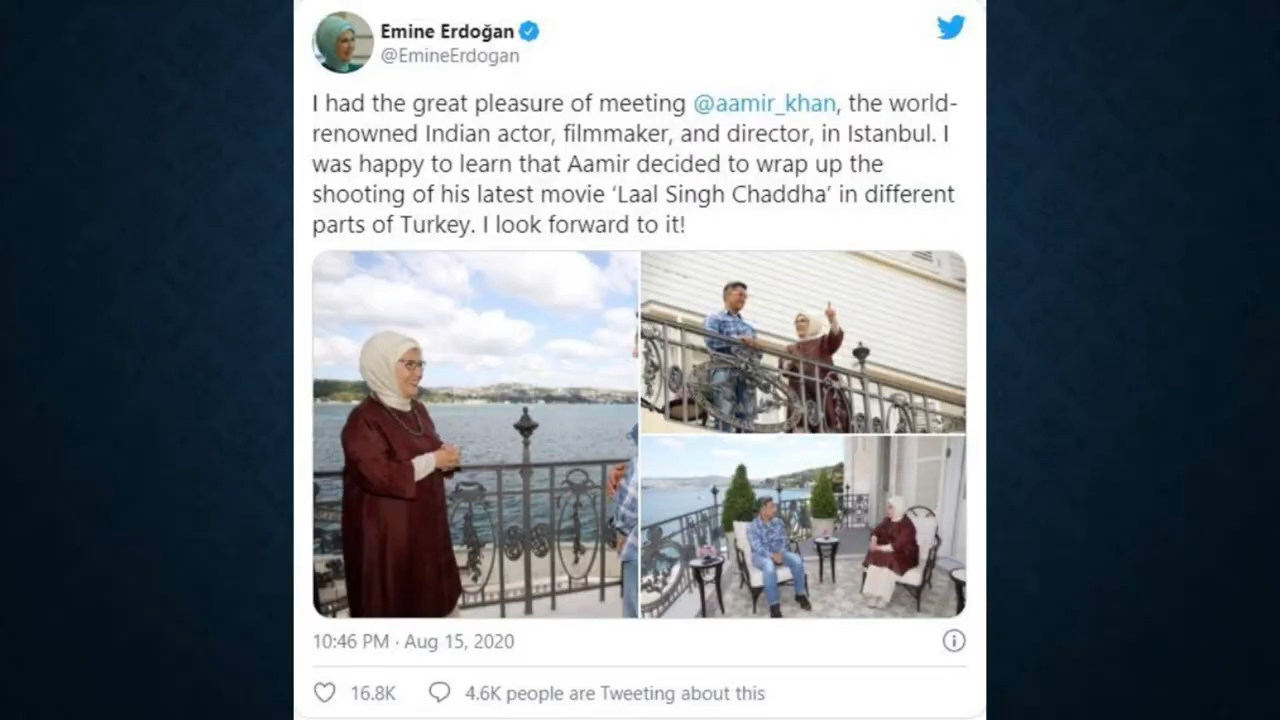 Emine Erdoğan
@EmineErdogan
I had the great pleasure of meeting @aamir_khan, the world-
renowned Indian actor, filmmaker, and director, in Istanbul. I
was happy to learn that Aamir decided to wrap up the
shooting of his latest movie ‘Laal Singh Chaddha’ in different
parts of Turkey. I look forward to it!
10:46 PM · Aug 15, 2020
16.8K 4.6K people are Tweeting about this